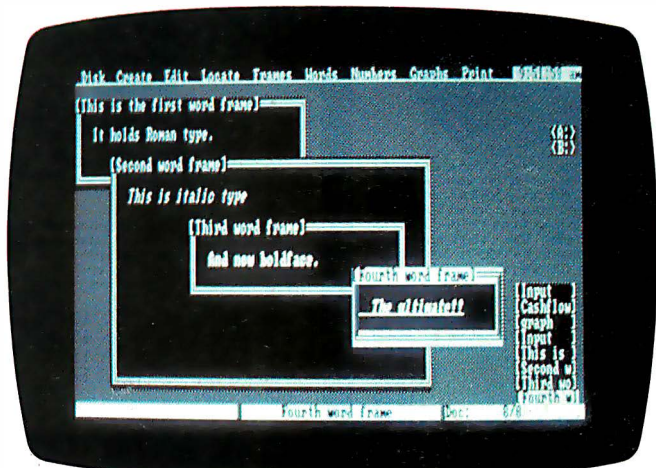 Disk Create Edit Locate Frames Words Numbers Graphs Print
[This is the first word frame]
It holds Roman type.
{A:}
{B:}
[Second word frame]
This is italic type
[Third word frame]
And now boldface.
[Fourth word frame]
The ultimate!!
[Input ]
[Cashflow]
[graph ]
[Input ]
[This is ]
[Second w]
[Third wo]
[Fourth w]
Fourth word frame
Doc: 8/8